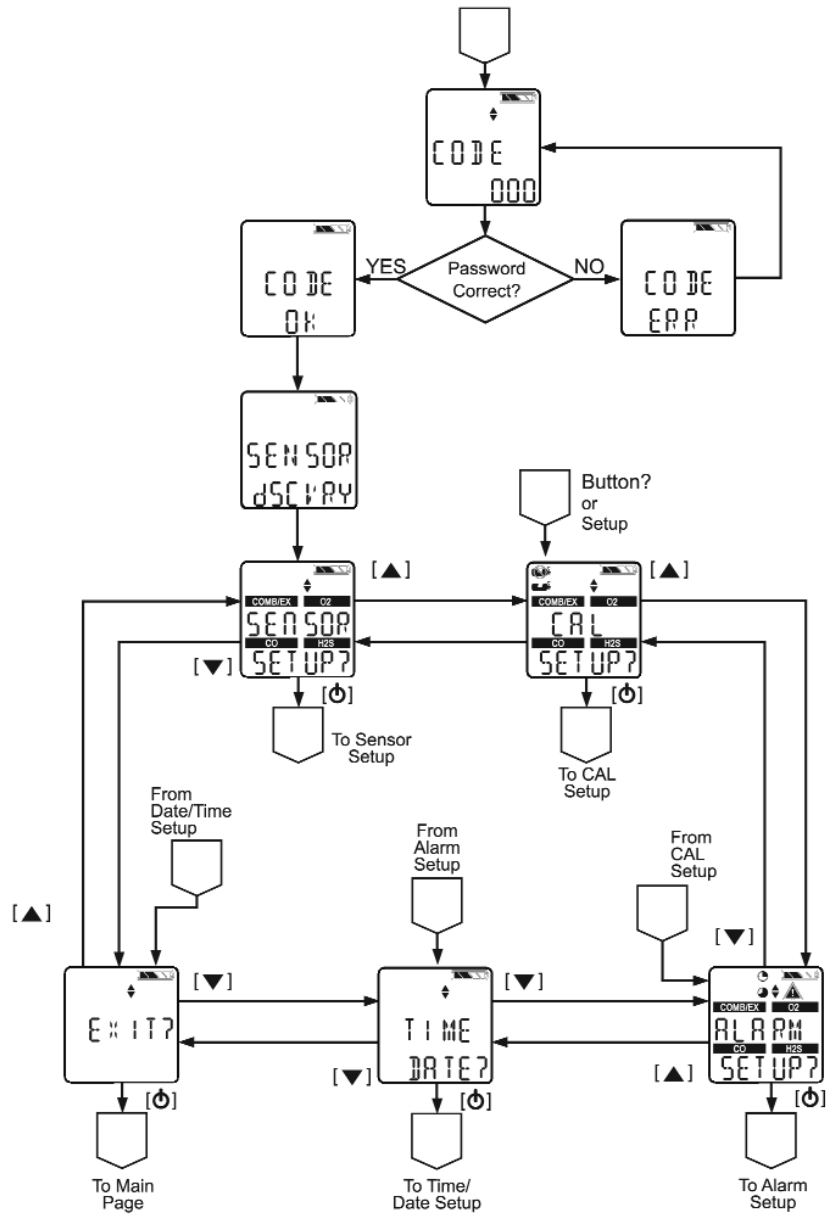 CODE
000
YES
Password
Correct?
NO
CODE
OK
CODE
ERR
SENSOR
dSCVRY
Button?
or
Setup
[▲]
[▲]
COMB/EX O2
SENSOR
CO H2S
SETUP?
COMB/EX O2
CAL
CO H2S
SETUP?
[▼]
[⏻]
[⏻]
To Sensor
Setup
To CAL
Setup
From
Date/Time
Setup
From
Alarm
Setup
From
CAL
Setup
[▲]
[▼]
[▼]
[▼]
EXIT?
TIME
DATE?
COMB/EX O2
ALARM
CO H2S
SETUP?
[▼]
[▲]
[⏻]
[⏻]
[⏻]
To Main
Page
To Time/
Date Setup
To Alarm
Setup